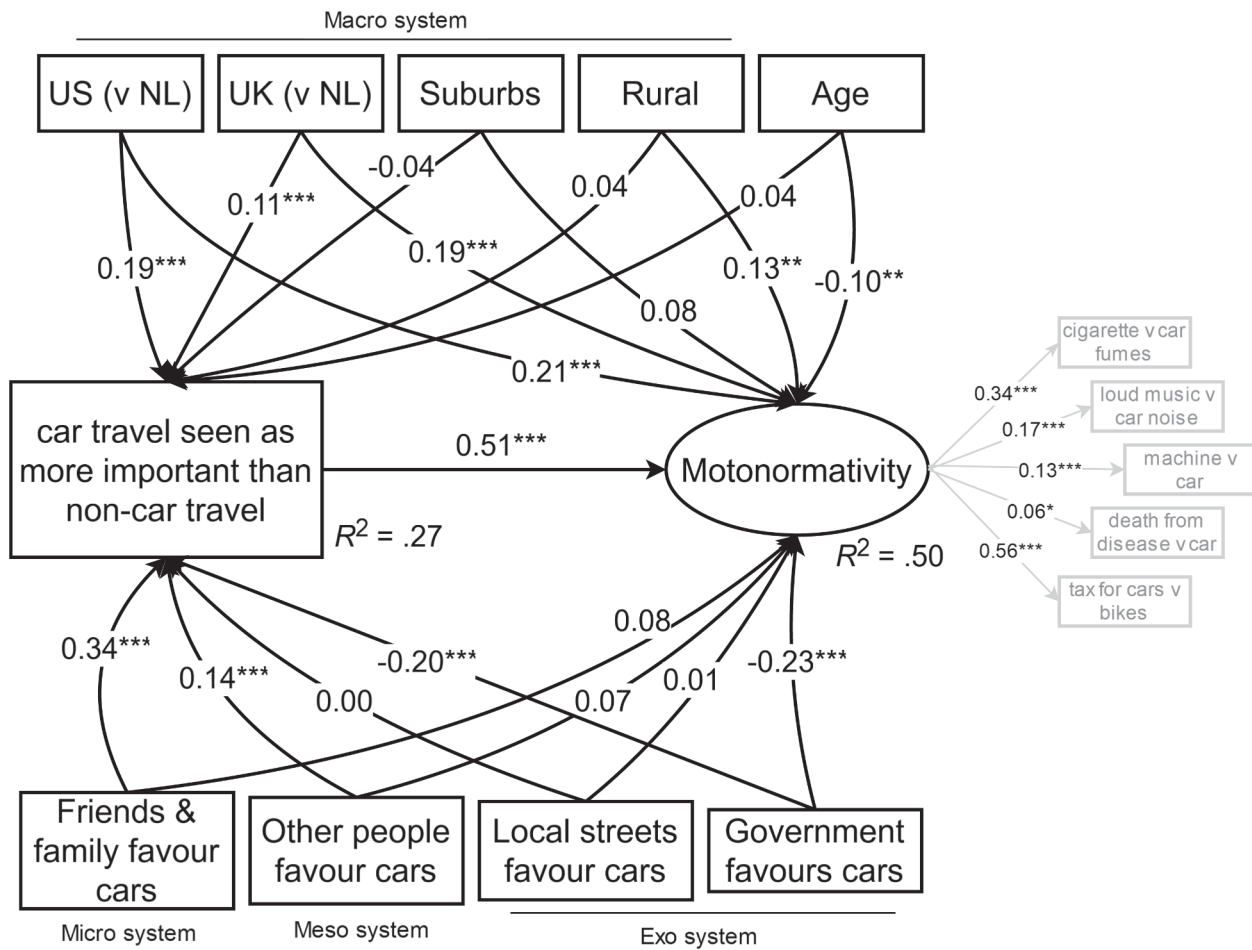 Macro system
US (v NL)
UK (v NL)
Suburbs
Rural
Age
-0.04
0.04
0.04
0.11***
0.19***
0.19***
0.13**
-0.10**
0.08
0.21***
car travel seen as
more important than
non-car travel
R² = .27
0.51***
Motonormativity
R² = .50
cigarette v car
fumes
0.34***
loud music v
car noise
0.17***
machine v
car
0.13***
death from
disease v car
0.06*
tax for cars v
bikes
0.56***
0.34***
0.14***
0.00
-0.20***
0.08
0.07
0.01
-0.23***
Friends &
family favour
cars
Other people
favour cars
Local streets
favour cars
Government
favours cars
Micro system
Meso system
Exo system